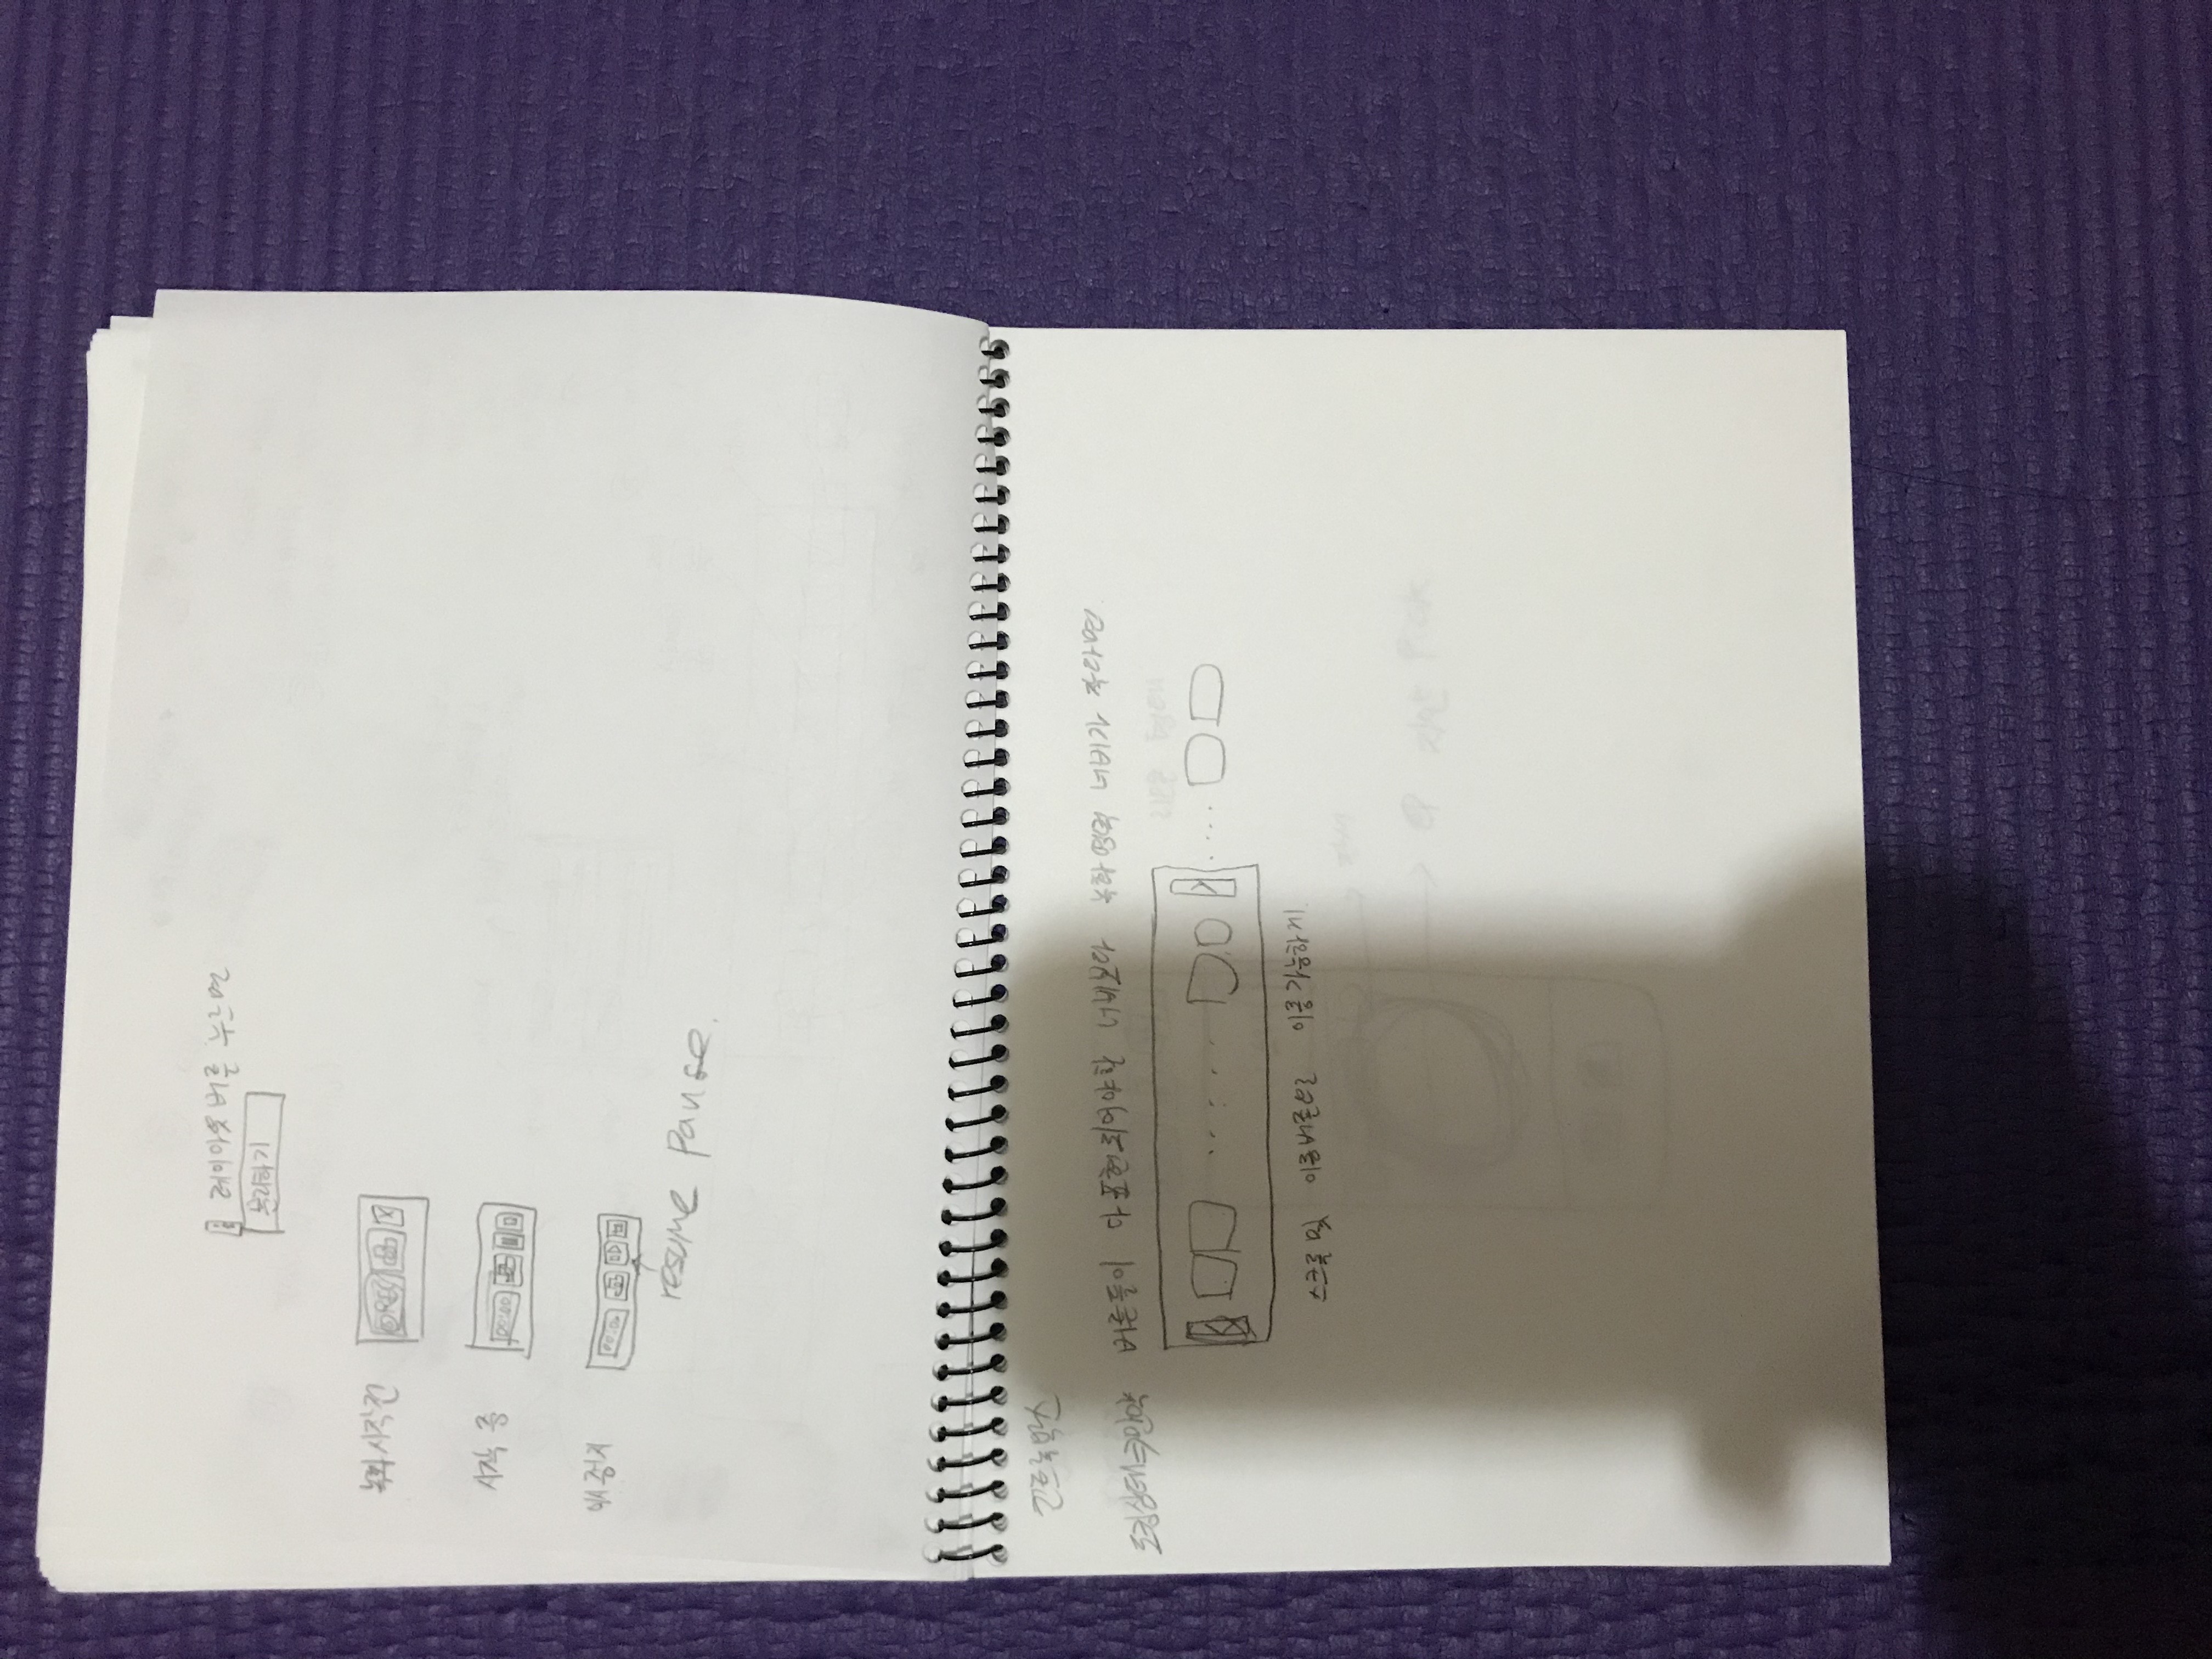 레이아웃 버튼 누르면
분리하기
녹화 시작전
REC
시작 중
00:00
일시정지
00:00
resume pause.
컨트롤박스
도킹상태 만약 버튼들이 다 표현되어야할 너비보다 녹화 영역 너비가 작다면
스크롤 및 이동버튼으로 이동 가능하게